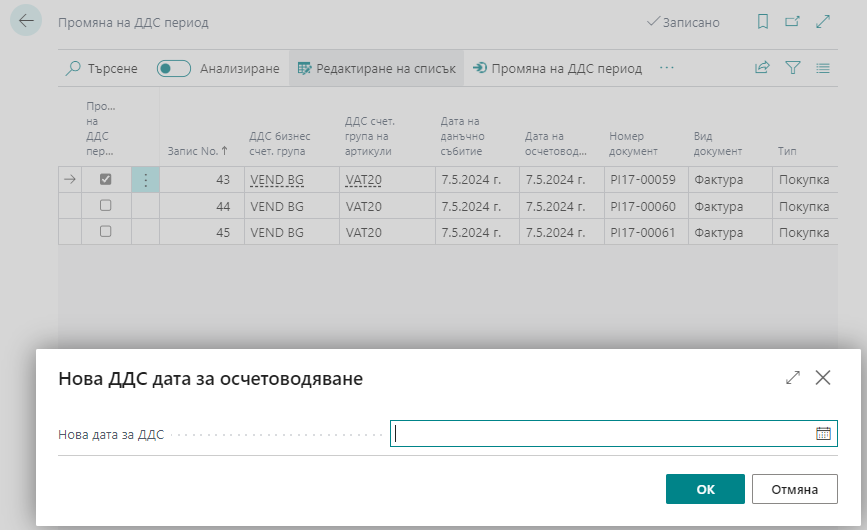 Промяна на ДДС период
Записано
Търсене
Анализиране
Редактиране на списък
Промяна на ДДС период
...
Про...
на
ДДС
пер...
Запис No. ↑
ДДС бизнес
счет. група
ДДС счет.
група на
артикули
Дата на
данъчно
събитие
Дата на
осчетовод...
Номер
документ
Вид
документ
Тип
43 VEND BG VAT20 7.5.2024 г. 7.5.2024 г. PI17-00059 Фактура Покупка
44 VEND BG VAT20 7.5.2024 г. 7.5.2024 г. PI17-00060 Фактура Покупка
45 VEND BG VAT20 7.5.2024 г. 7.5.2024 г. PI17-00061 Фактура Покупка
Нова ДДС дата за осчетоводяване
Нова дата за ДДС
ОК
Отмяна